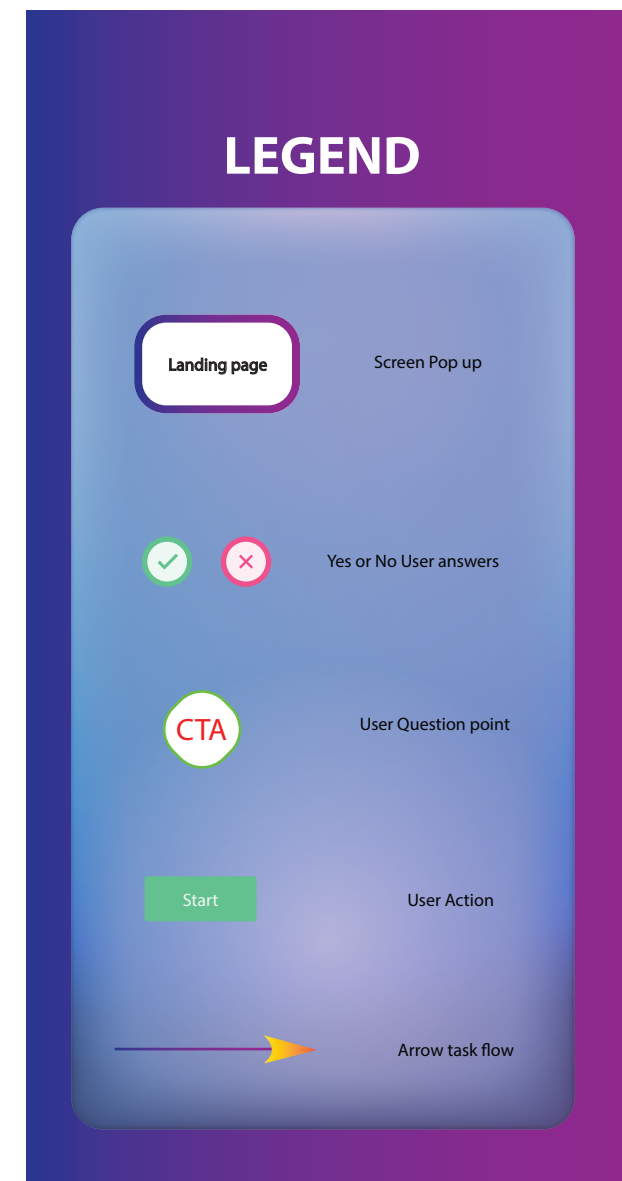 LEGEND
Landing page
Screen Pop up
Yes or No User answers
CTA
User Question point
Start
User Action
Arrow task flow